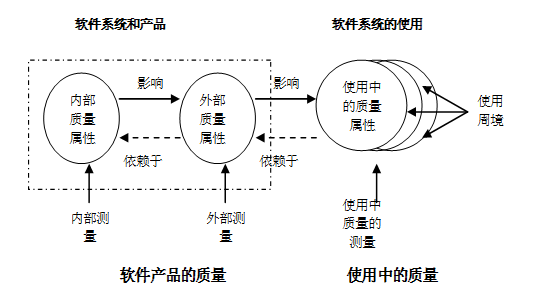 软件系统和产品
软件系统的使用
影响
影响
内部
质量
属性
外部
质量
属性
使用中
的质量
属性
使用
周境
依赖于
依赖于
内部测
量
外部测
量
使用中
质量的
测量
软件产品的质量
使用中的质量